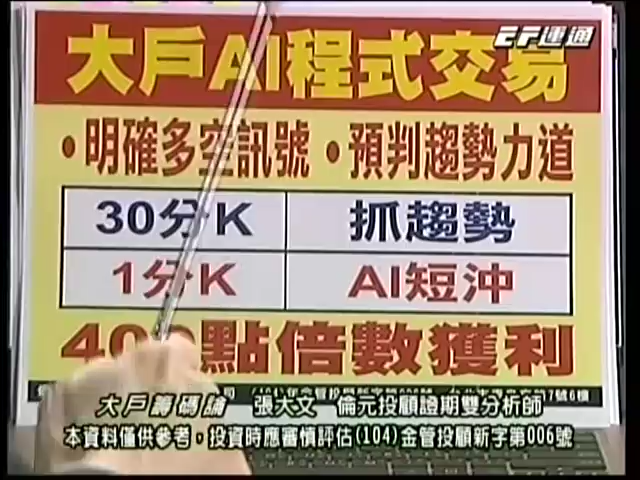 EF運通
大戶AI程式交易
•明確多空訊號 •預判趨勢力道
30分K 抓趨勢
1分K AI短沖
點倍數獲利
大戶籌碼論 張大文 倫元投顧證期雙分析師
本資料僅供參考，投資時應審慎評估(104)金管投顧新字第006號